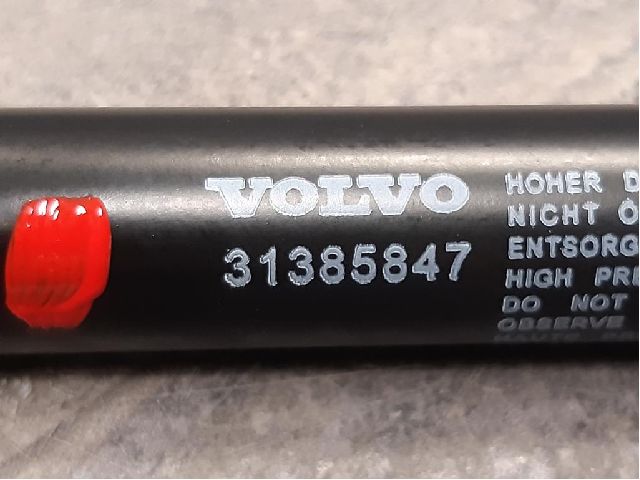 VOLVO
31385847
HOHER D
NICHT Ö
ENTSORG
HIGH PRE
DO NOT
OBSERVE